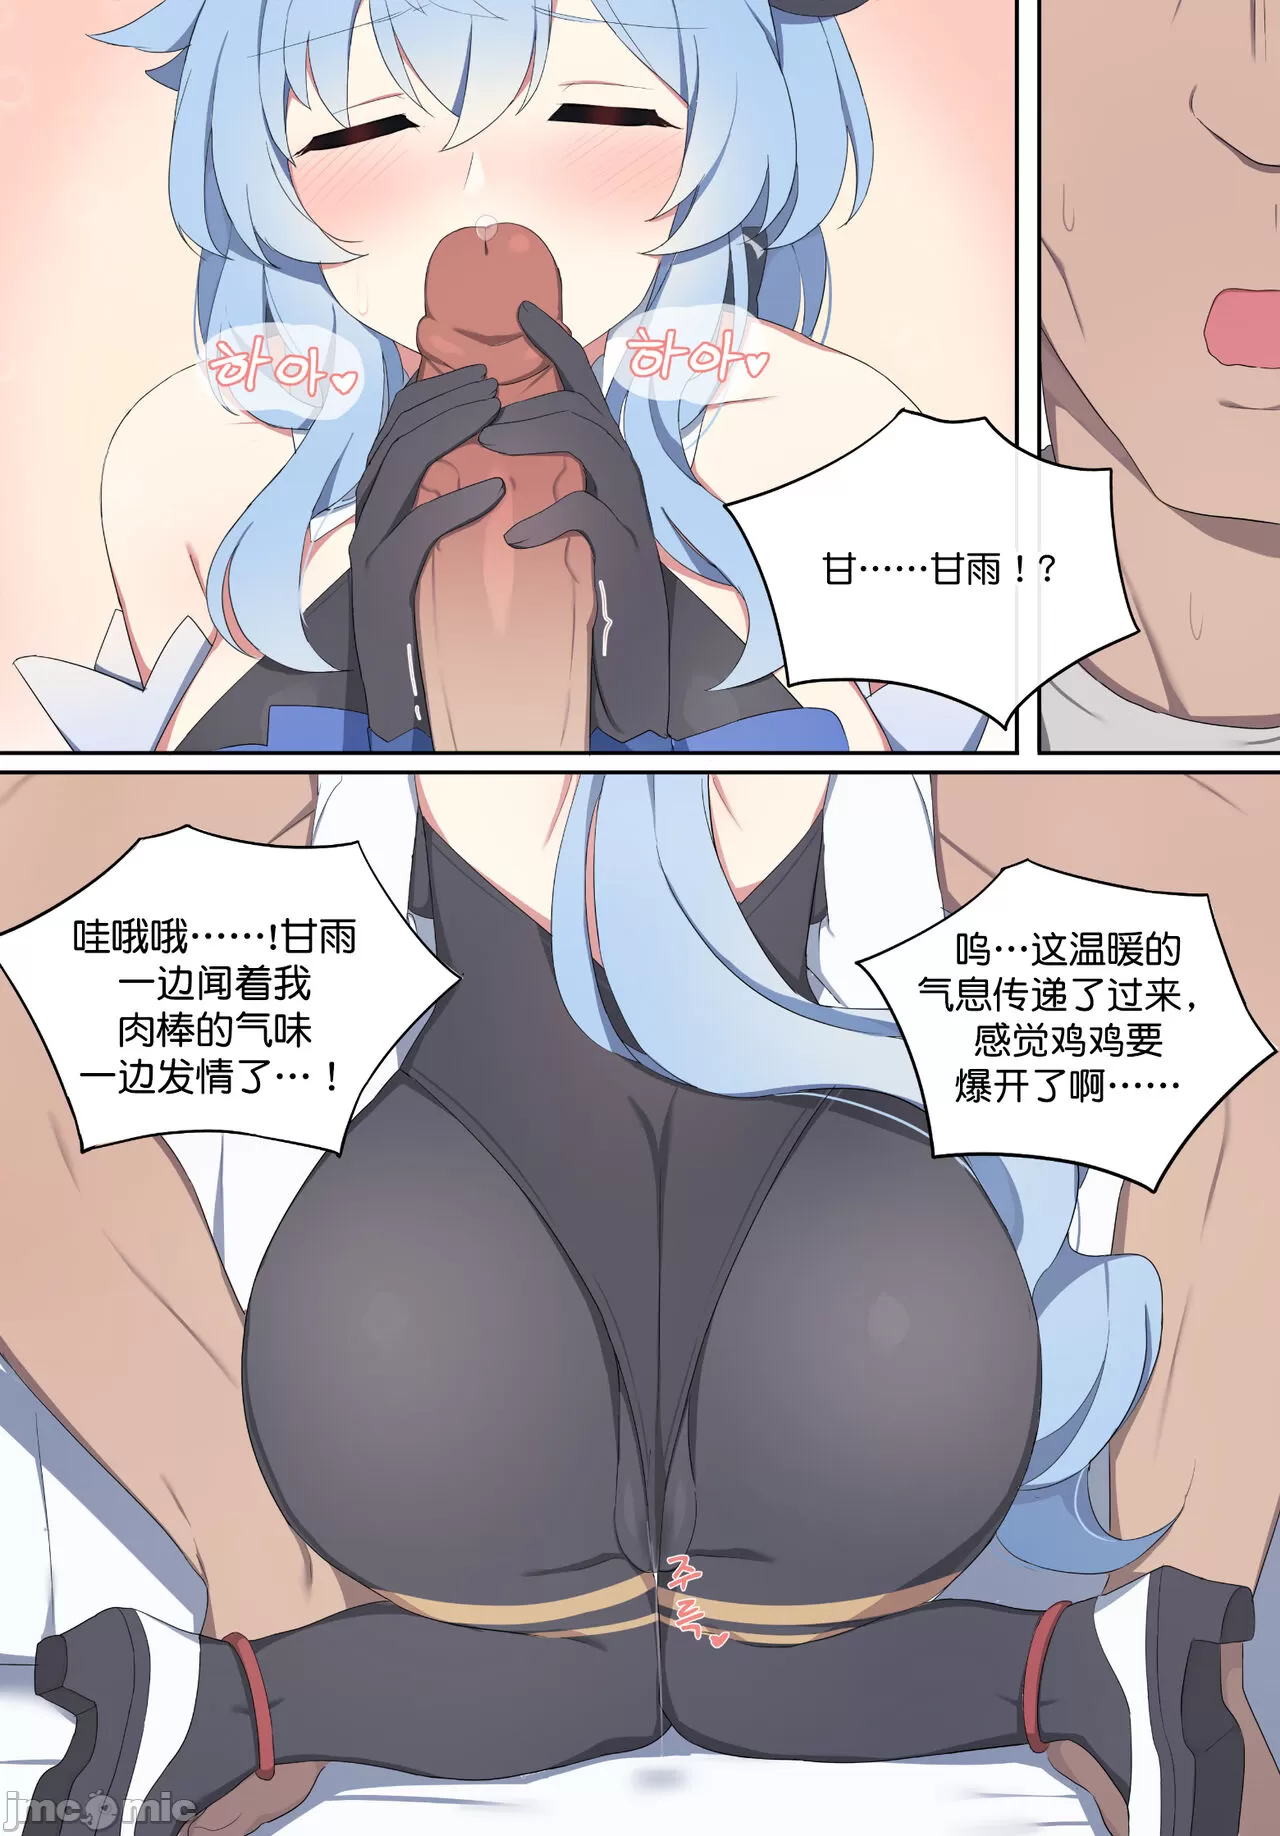 하아♥
하아♥
甘……甘雨！？
哇哦哦……!甘雨
一边闻着我
肉棒的气味
一边发情了…！
呜…这温暖的
气息传递了过来，
感觉鸡鸡要
爆开了啊……
주
륵♥
jmcomic